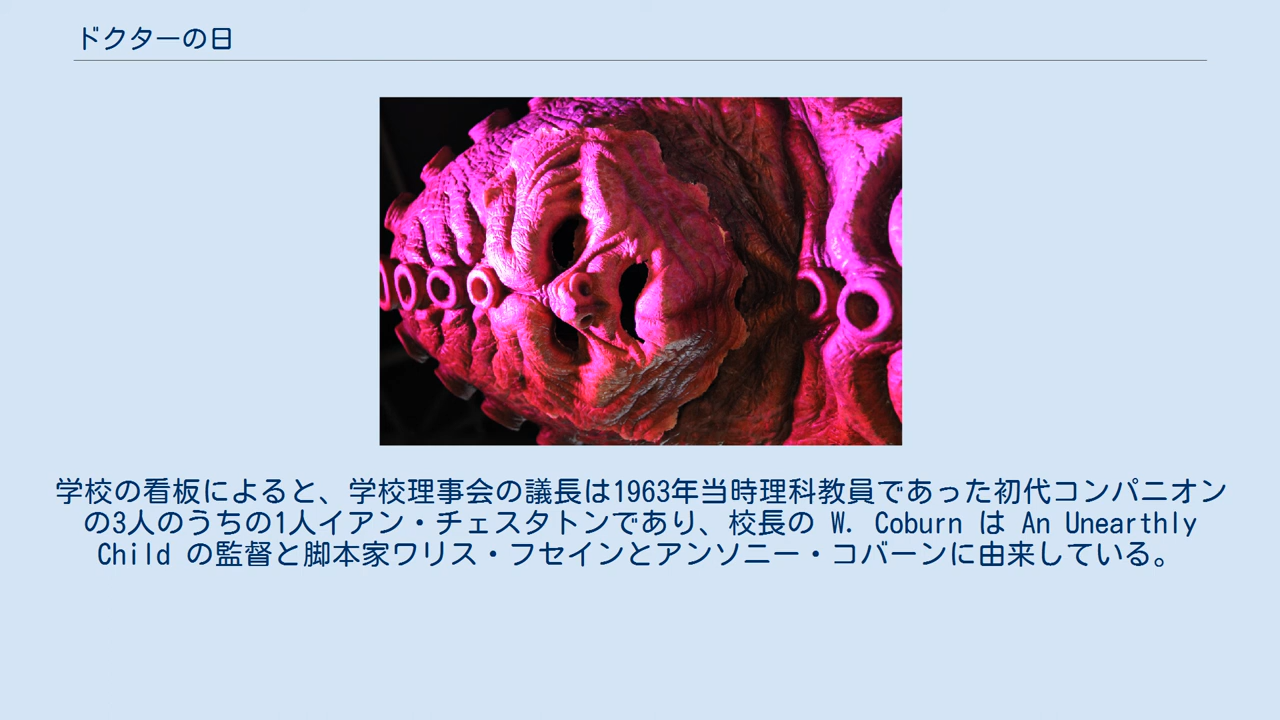 ドクターの日
学校の看板によると、学校理事会の議長は1963年当時理科教員であった初代コンパニオン
の3人のうちの1人イアン・チェスタトンであり、校長の W. Coburn は An Unearthly
Child の監督と脚本家ワリス・フセインとアンソニー・コバーンに由来している。